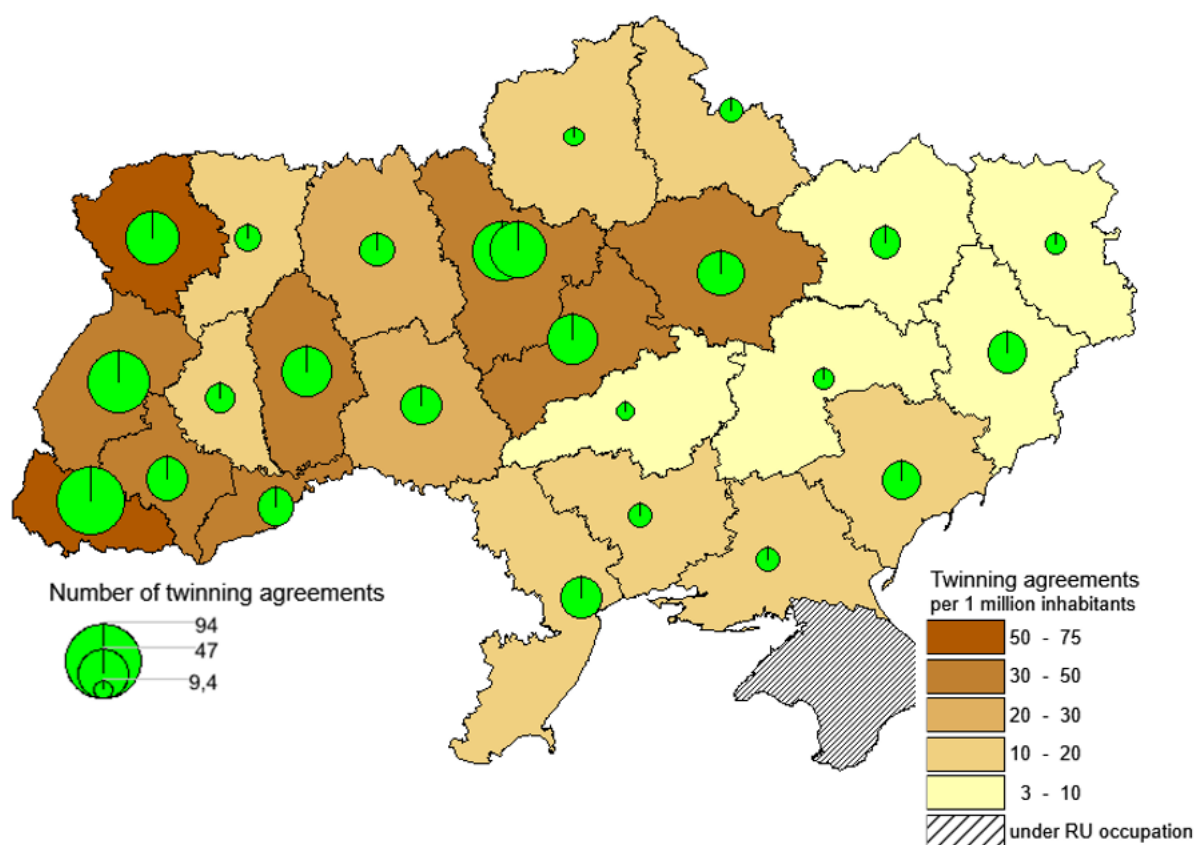 Number of twinning agreements
94
47
9,4
Twinning agreements
per 1 million inhabitants
50 - 75
30 - 50
20 - 30
10 - 20
3 - 10
under RU occupation